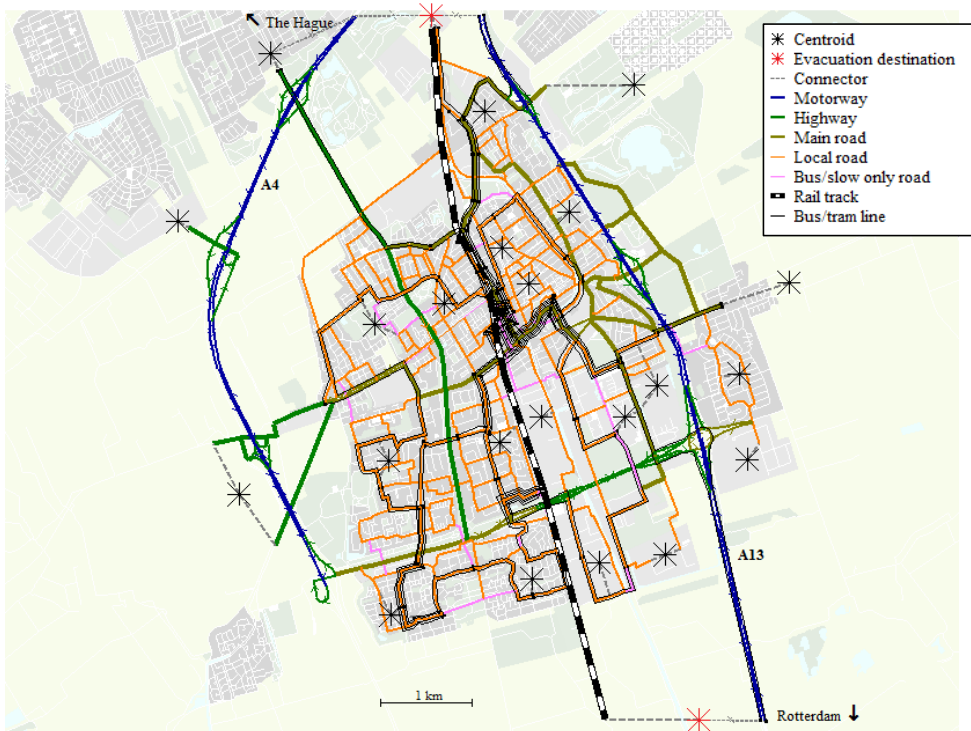 ↖ The Hague
Centroid
Evacuation destination
Connector
Motorway
Highway
Main road
Local road
Bus/slow only road
Rail track
Bus/tram line
A4
A13
1 km
Rotterdam ↓